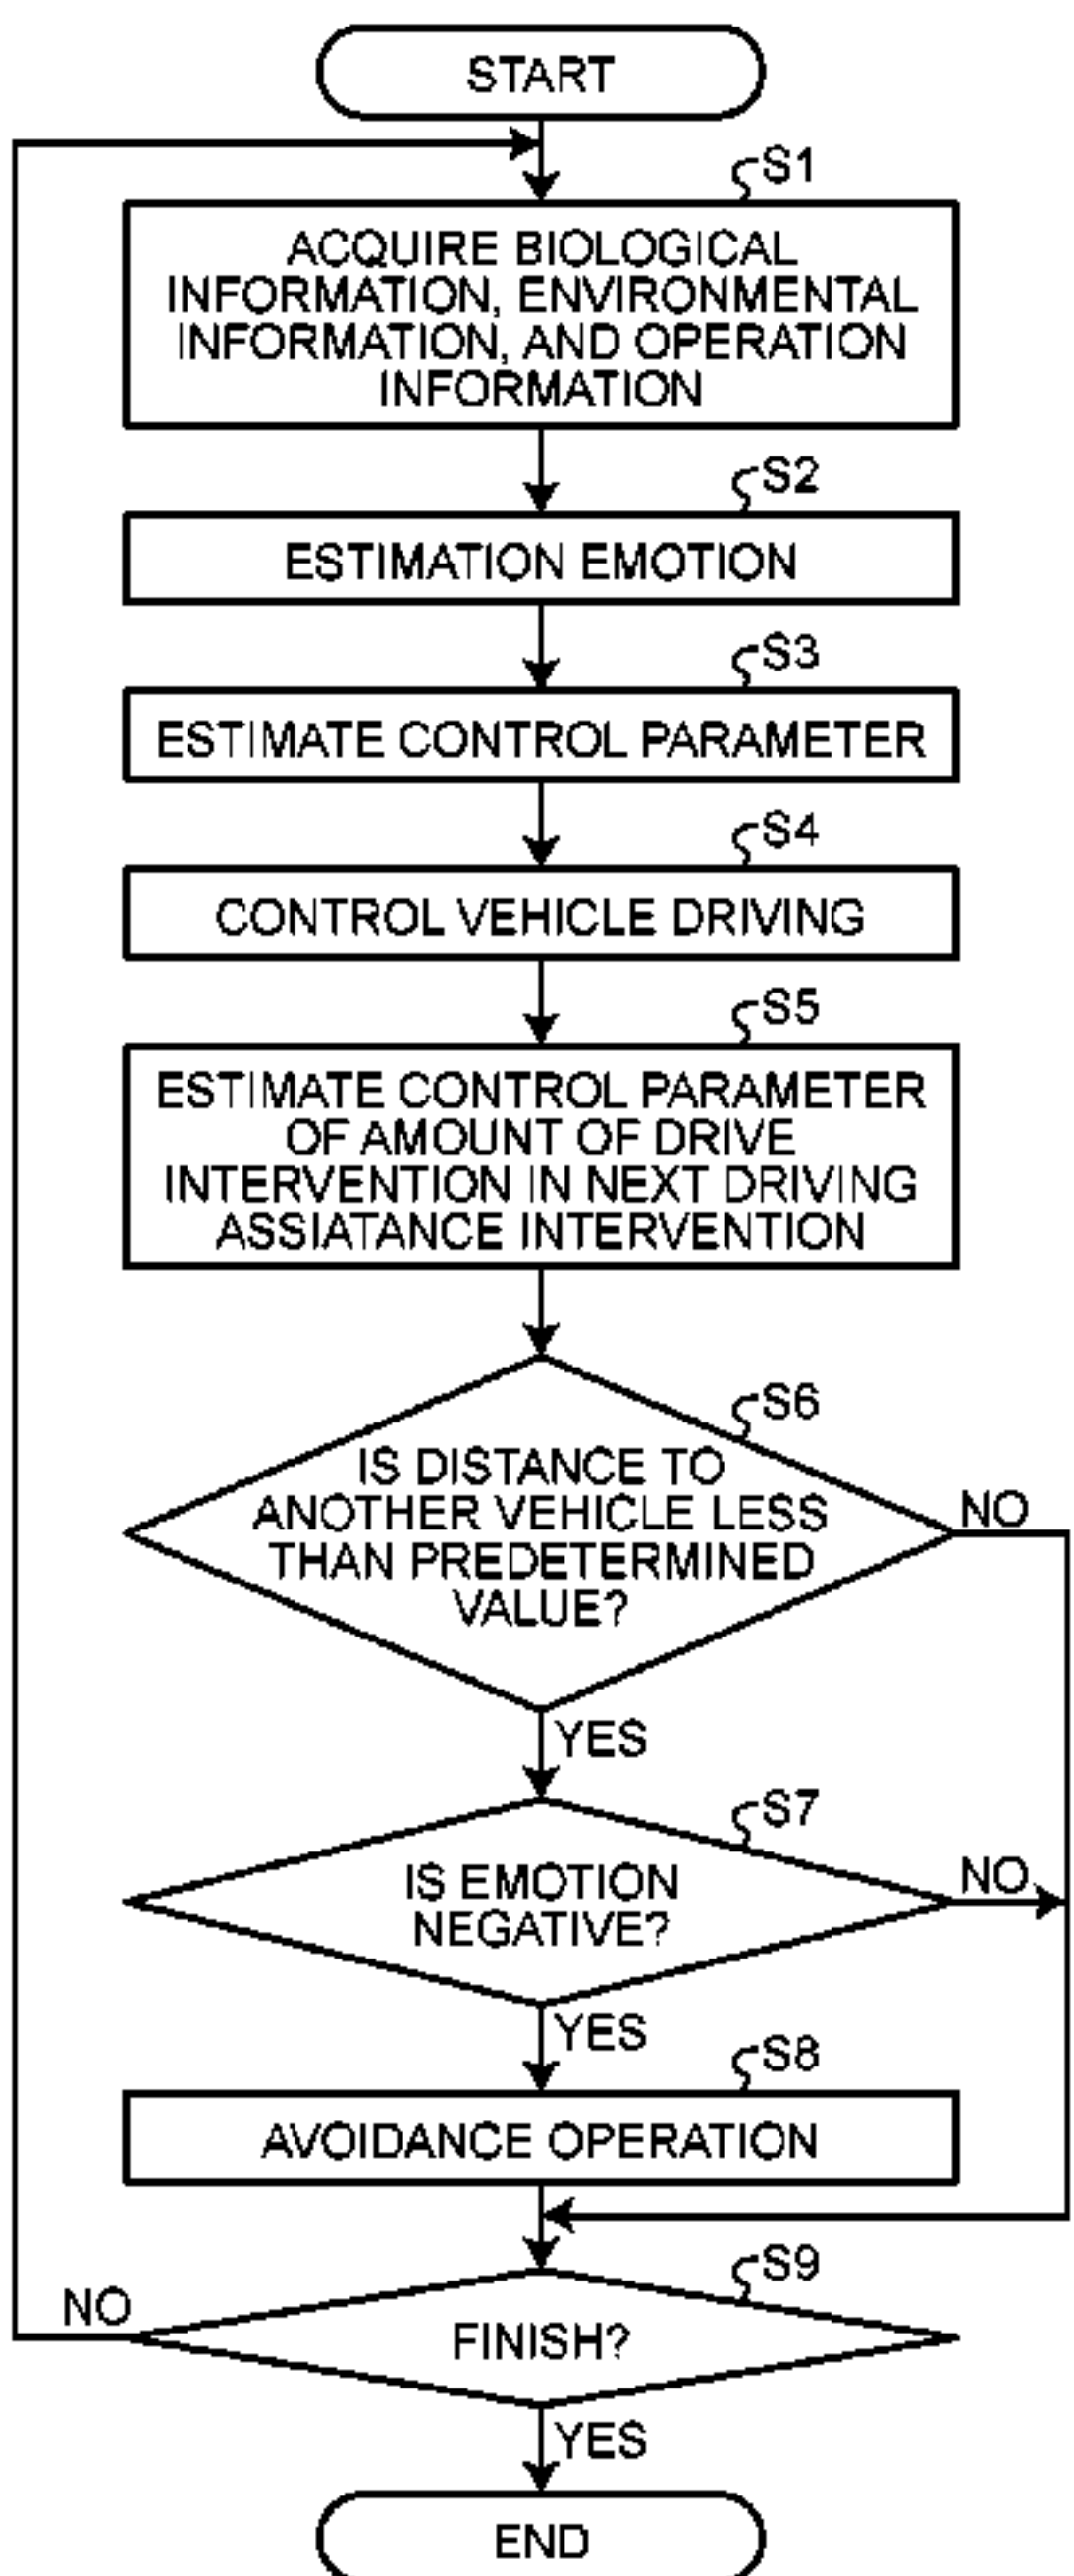 START
S1
ACQUIRE BIOLOGICAL
INFORMATION, ENVIRONMENTAL
INFORMATION, AND OPERATION
INFORMATION
S2
ESTIMATION EMOTION
S3
ESTIMATE CONTROL PARAMETER
S4
CONTROL VEHICLE DRIVING
S5
ESTIMATE CONTROL PARAMETER
OF AMOUNT OF DRIVE
INTERVENTION IN NEXT DRIVING
ASSIATANCE INTERVENTION
S6
IS DISTANCE TO
ANOTHER VEHICLE LESS
THAN PREDETERMINED
VALUE?
NO
YES
S7
IS EMOTION
NEGATIVE?
NO
YES
S8
AVOIDANCE OPERATION
S9
FINISH?
NO
YES
END